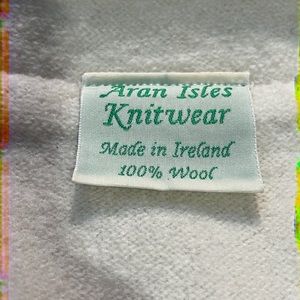 Aran Isles
Knitwear
Made in Ireland
100% Wool